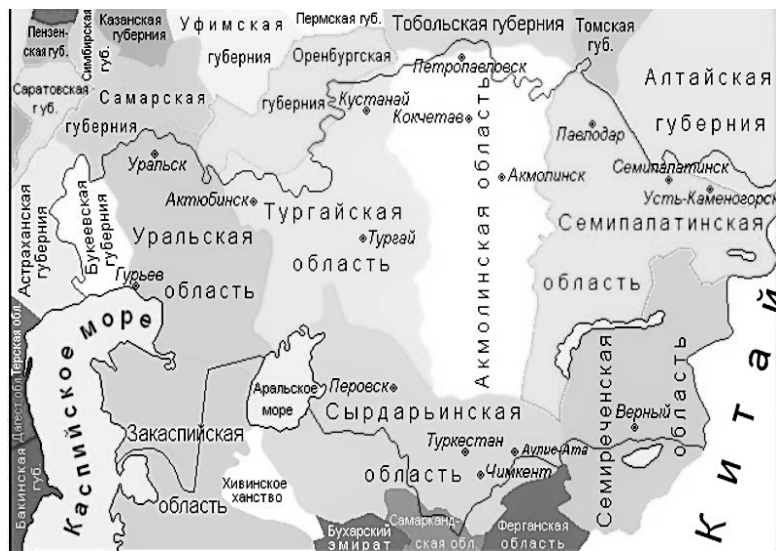 Казанская
губерния
Пензен-
ская губ.
Симбирская
губ.
Уфимская
губерния
Пермская губ.
Оренбургская
губерния
Тобольская губерния
Томская
губ.
Алтайская
губерния
Саратовская
губ.
Самарская
губерния
Петропавловск
Кустанай
Кокчетав
Павлодар
Уральск
Акмолинск
Семипалатинск
Усть-Каменогорск
Актюбинск
Тургайская
область
Тургай
Акмолинская область
Семипалатинская
область
Астраханская
губерния
Букеевская
губерния
Уральская
область
Гурьев
Терская обл.
Дагест.обл.
Бакинская
губ.
Каспийское море
Аральское
море
Перовск
Сырдарьинская
область
Туркестан
Аулие-Ата
Чимкент
Семиреченская
область
Верный
Китай
Закаспийская
область
Хивинское
ханство
Бухарский
эмират
Самарканд-
ская обл.
Ферганская
область